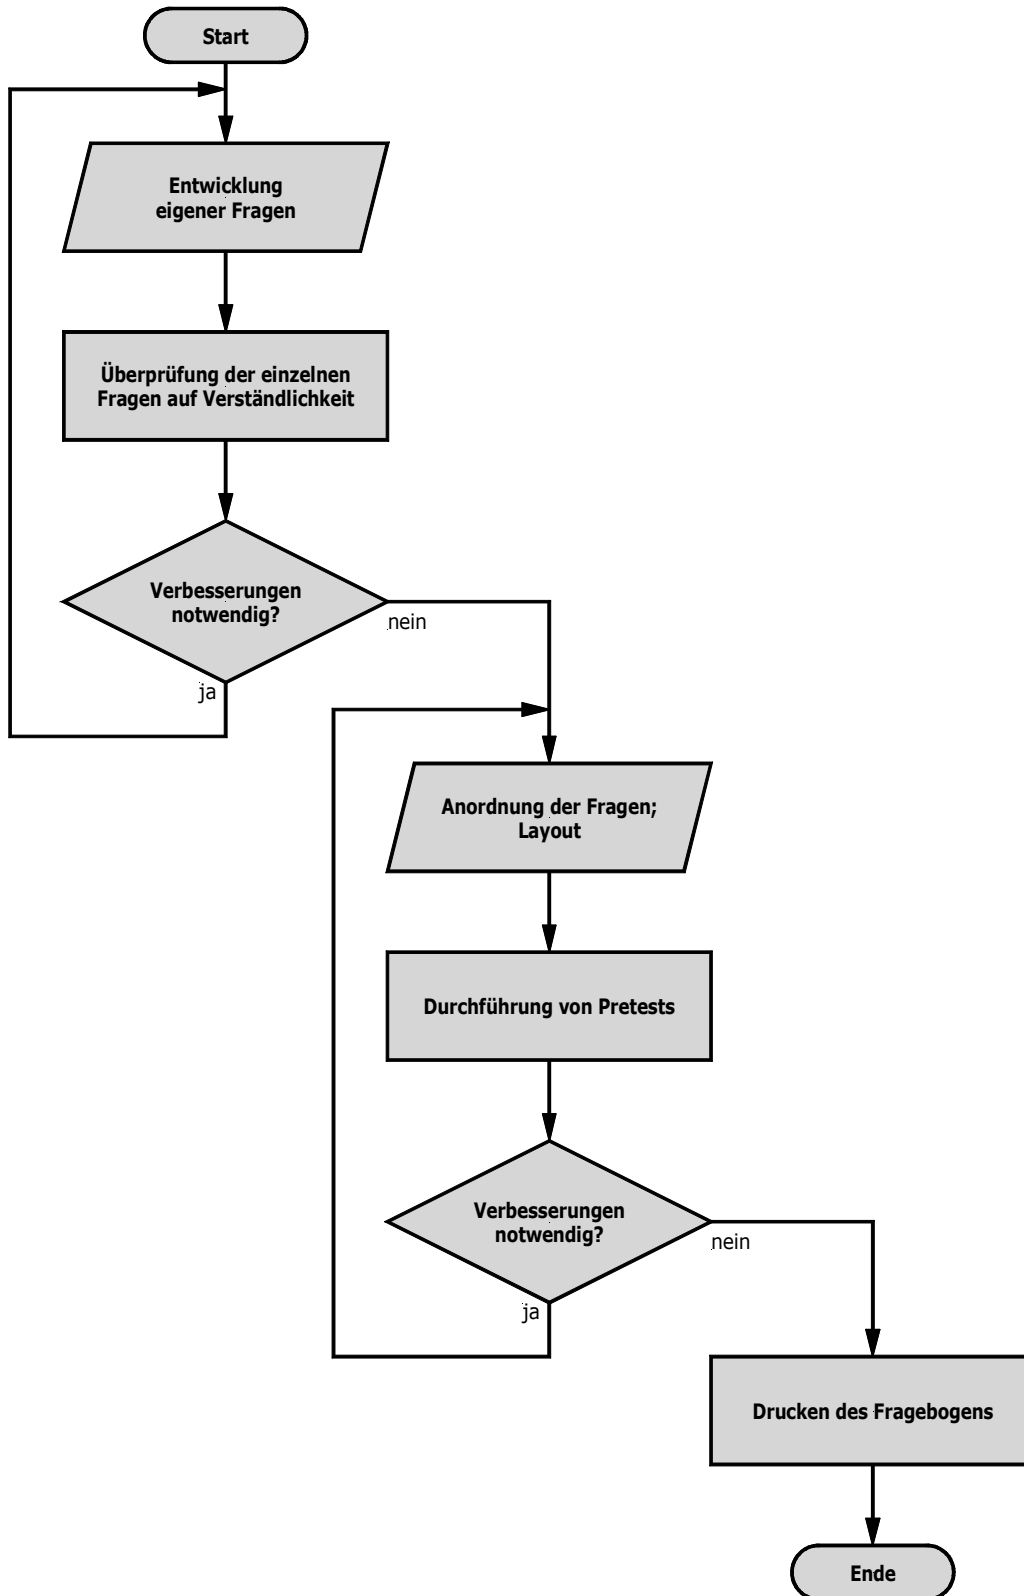 Start
Entwicklung
eigener Fragen
Überprüfung der einzelnen
Fragen auf Verständlichkeit
Verbesserungen
notwendig?
nein
ja
Anordnung der Fragen;
Layout
Durchführung von Pretests
Verbesserungen
notwendig?
nein
ja
Drucken des Fragebogens
Ende